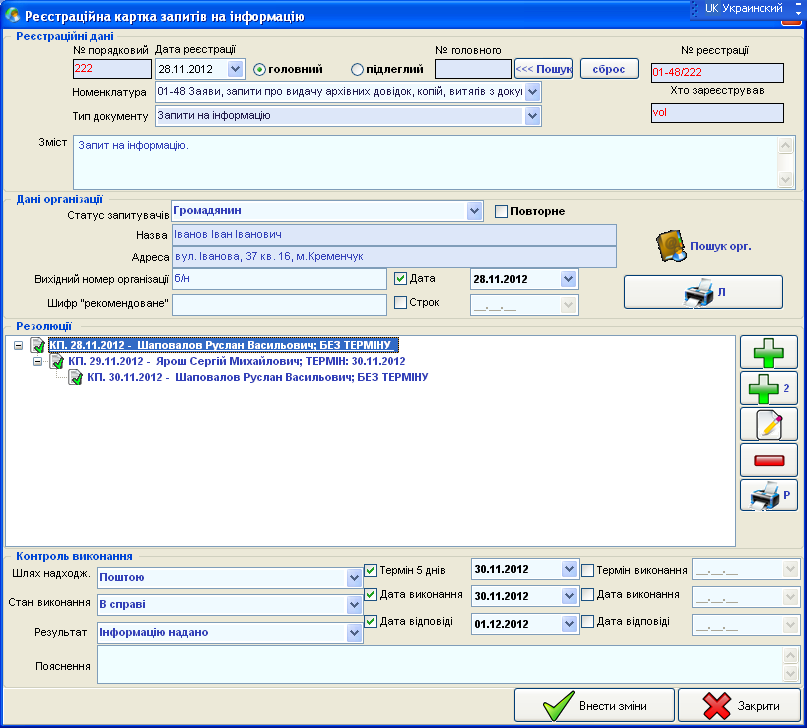 Реєстраційна картка запитів на інформацію
UK Украинский
Реєстраційні дані
№ порядковий Дата реєстрації № головного № реєстрації
222 28.11.2012 головний підлеглий <<< Пошук сброс 01-48/222
Номенклатура 01-48 Заяви, запити про видачу архівних довідок, копій, витягів з доку Хто зареєстрував
Тип документу Запити на інформацію vol
Зміст Запит на інформацію.
Дані організації
Статус запитувачів Громадянин Повторне
Назва Іванов Іван Іванович
Пошук орг.
Адреса вул. Іванова, 37 кв. 16, м.Кременчук
Вихідний номер організації б/н Дата 28.11.2012 Л
Шифр "рекомендоване" Строк __.__.__
Резолюції
КП. 28.11.2012 - Шаповалов Руслан Васильович; БЕЗ ТЕРМІНУ
КП. 29.11.2012 - Ярош Сергій Михайлович; ТЕРМІН: 30.11.2012
КП. 30.11.2012 - Шаповалов Руслан Васильович; БЕЗ ТЕРМІНУ
2
Р
Контроль виконання
Шлях надходж. Поштою Термін 5 днів 30.11.2012 Термін виконання __.__.__
Стан виконання В справі Дата виконання 30.11.2012 Дата виконання __.__.__
Результат Інформацію надано Дата відповіді 01.12.2012 Дата відповіді __.__.__
Пояснення
Внести зміни Закрити